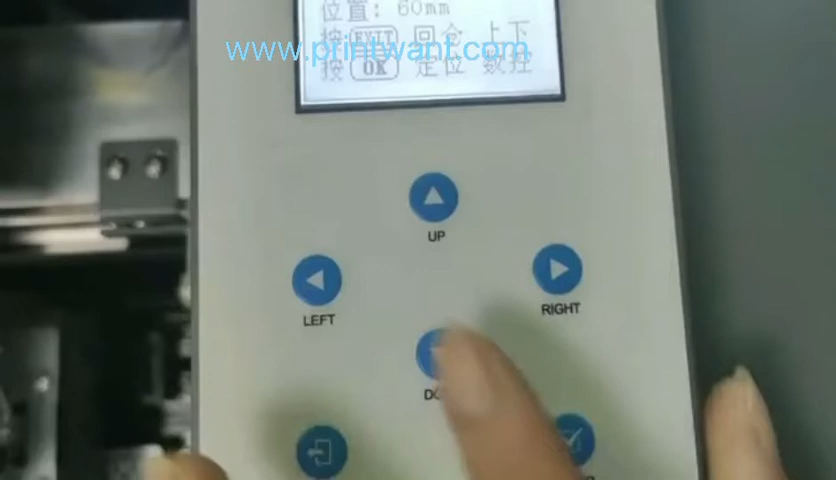 位置: 60mm
按 EXIT 回仓 上下
www.printwant.com
按 OK 定位 数控
UP
LEFT
RIGHT